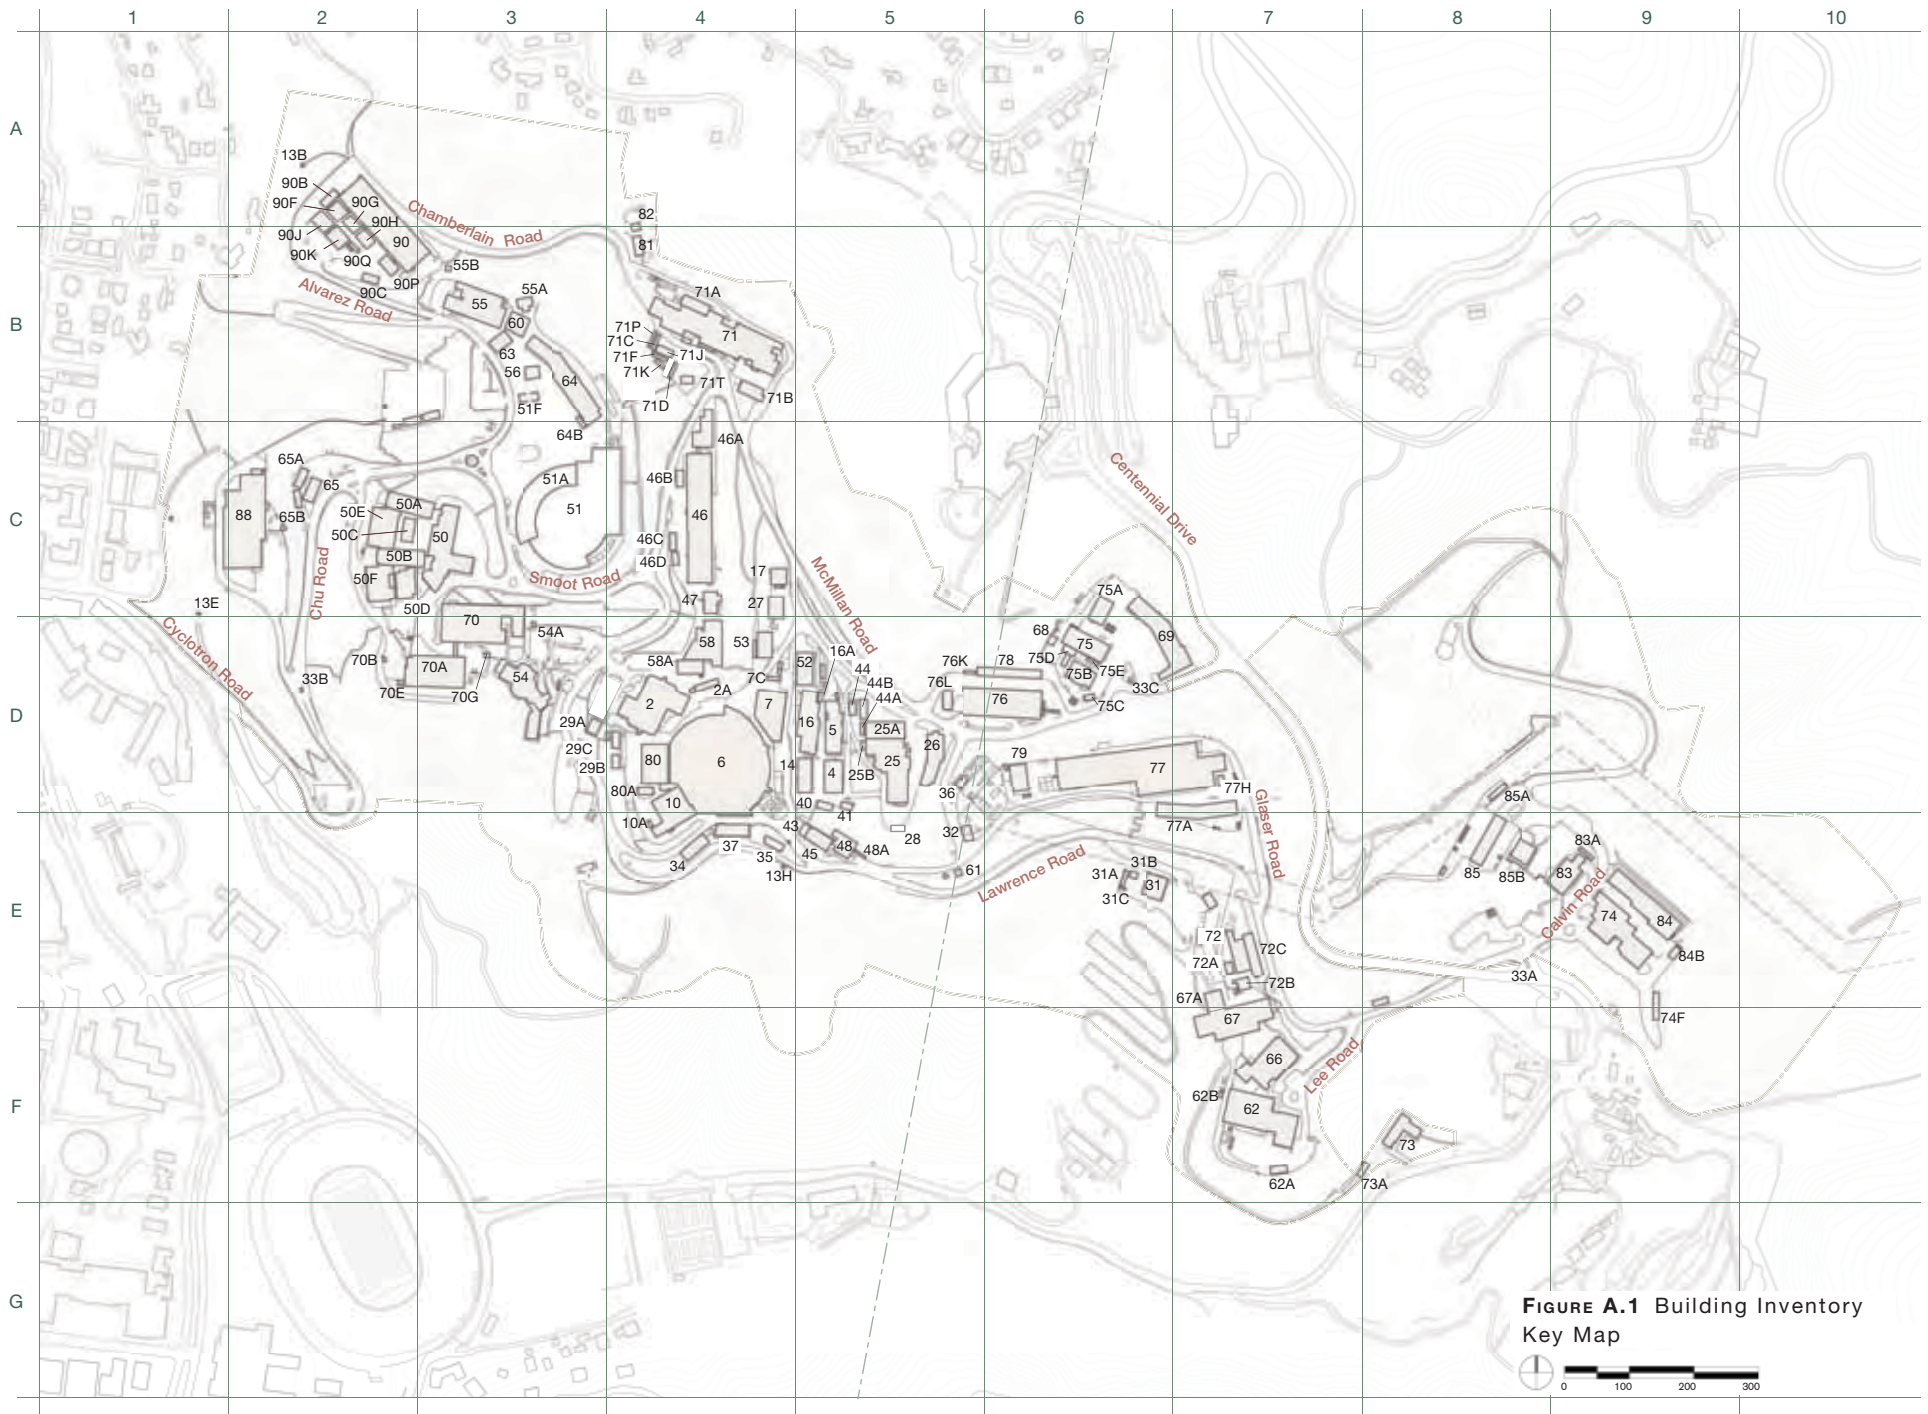 1 2 3 4 5 6 7 8 9 10
A
13B
90B
90F
90G
90H
90J
90
90K
90Q
90P
90C
Chamberlain Road
Alvarez Road
82
81
55B
55A
55
60
63
56
51F
64
64B
B
71A
71P
71
71C
71F
71J
71K
71T
71D
71B
C
65A
65
65B
88
50E
50A
50C
50
50B
50F
50D
51A
51
Smoot Road
Chu Road
46A
46B
46
46C
46D
17
47
27
McMillan Road
Centennial Drive
13E
Cyclotron Road
33B
70
54A
70B
70A
70E
70G
54
58
53
58A
7C
52
16A
44
44B
44A
2A
2
7
16
5
25A
25
26
25B
D
29A
29C
29B
80
6
14
4
80A
10
10A
40
41
43
36
75A
68
69
75
75D
75B
75E
33C
75C
76K
78
76L
76
79
77
77H
77A
Glaser Road
34
37
35
13H
45
48
48A
28
32
61
Lawrence Road
E
31B
31A
31
31C
72
72C
72A
72B
67A
67
66
Lee Road
62B
62
62A
73
73A
F
85A
85
85B
83A
83
Calvin Road
74
84
84B
33A
74F
G
FIGURE A.1 Building Inventory
Key Map
0 100 200 300